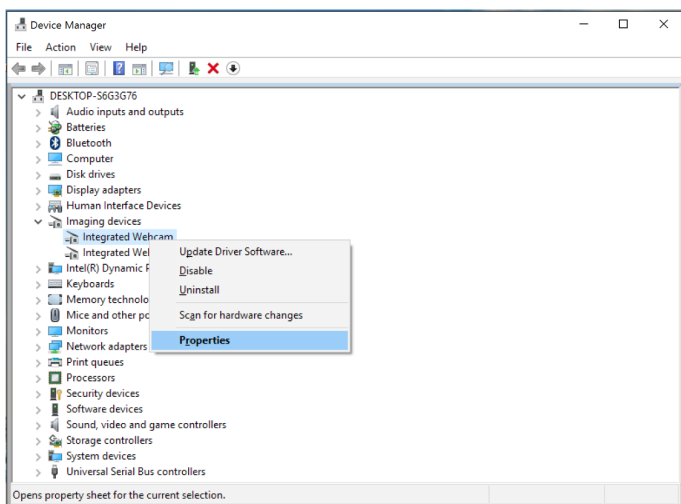 Device Manager
File Action View Help
DESKTOP-S6G3G76
Audio inputs and outputs
Batteries
Bluetooth
Computer
Disk drives
Display adapters
Human Interface Devices
Imaging devices
Integrated Webcam
Integrated
Intel(R) Dynamic
Keyboards
Memory
Mice and other
Monitors
Network adapters
Print queues
Processors
Security devices
Software devices
Sound, video and game controllers
Storage controllers
System devices
Universal Serial Bus controllers
Update Driver Software...
Disable
Uninstall
Scan for hardware changes
Properties
Opens property sheet for the current selection.